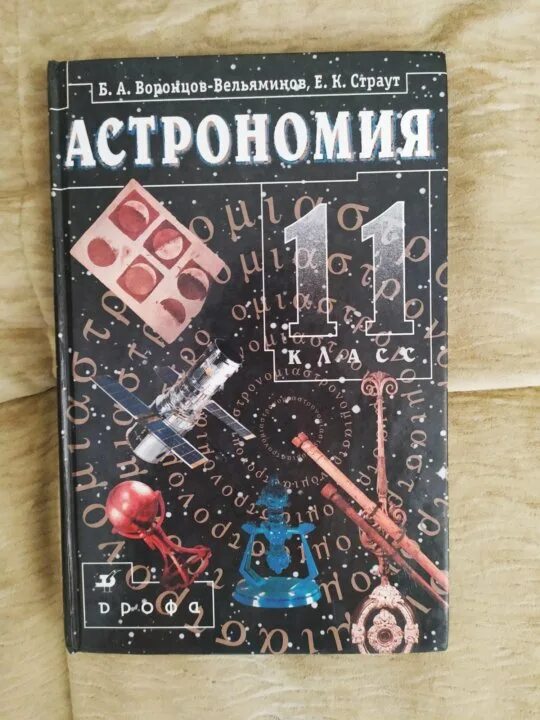 Б. А. Воронцов-Вельяминов, Е. К. Страут
АСТРОНОМИЯ
11
КЛАСС
дрофа